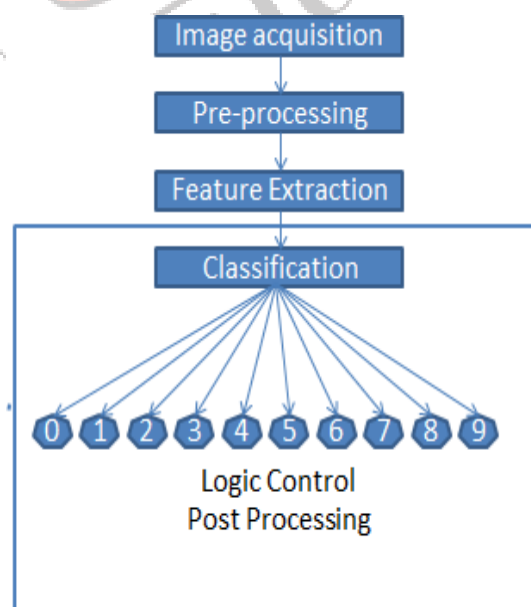 Image acquisition
Pre-processing
Feature Extraction
Classification
0 1 2 3 4 5 6 7 8 9
Logic Control
Post Processing